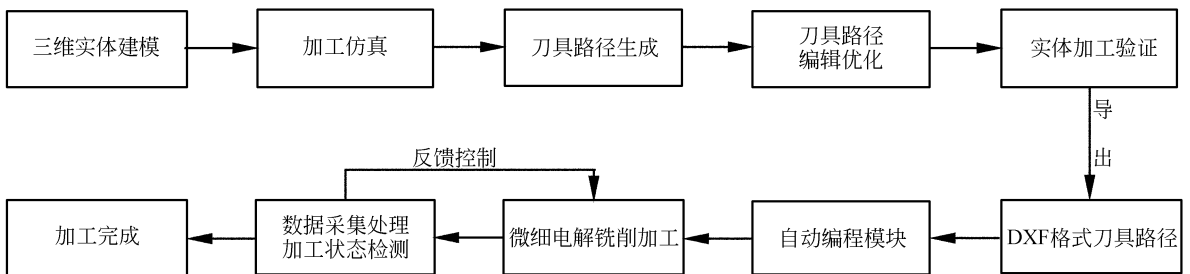 三维实体建模
加工仿真
刀具路径生成
刀具路径
编辑优化
实体加工验证
导
出
反馈控制
加工完成
数据采集处理
加工状态检测
微细电解铣削加工
自动编程模块
DXF格式刀具路径